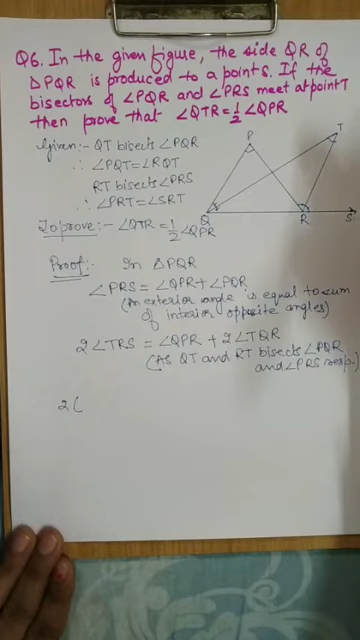 Q6. In the given figure, the side QR of
ΔPQR is produced to a point S. If the
bisectors of ∠PQR and ∠PRS meet at point T
then prove that ∠QTR = 1/2 ∠QPR
Given:- QT bisects ∠PQR
∴ ∠PQT = ∠RQT
RT bisects ∠PRS
∴ ∠PRT = ∠SRT
To prove:- ∠QTR = 1/2 ∠QPR
P
T
Q
R
S
Proof:- In ΔPQR
∠PRS = ∠QPR + ∠PQR
(An exterior angle is equal to sum
of interior opposite angles)
2∠TRS = ∠QPR + 2∠TQR
(As QT and RT bisects ∠PQR
and ∠PRS resp.)
2(